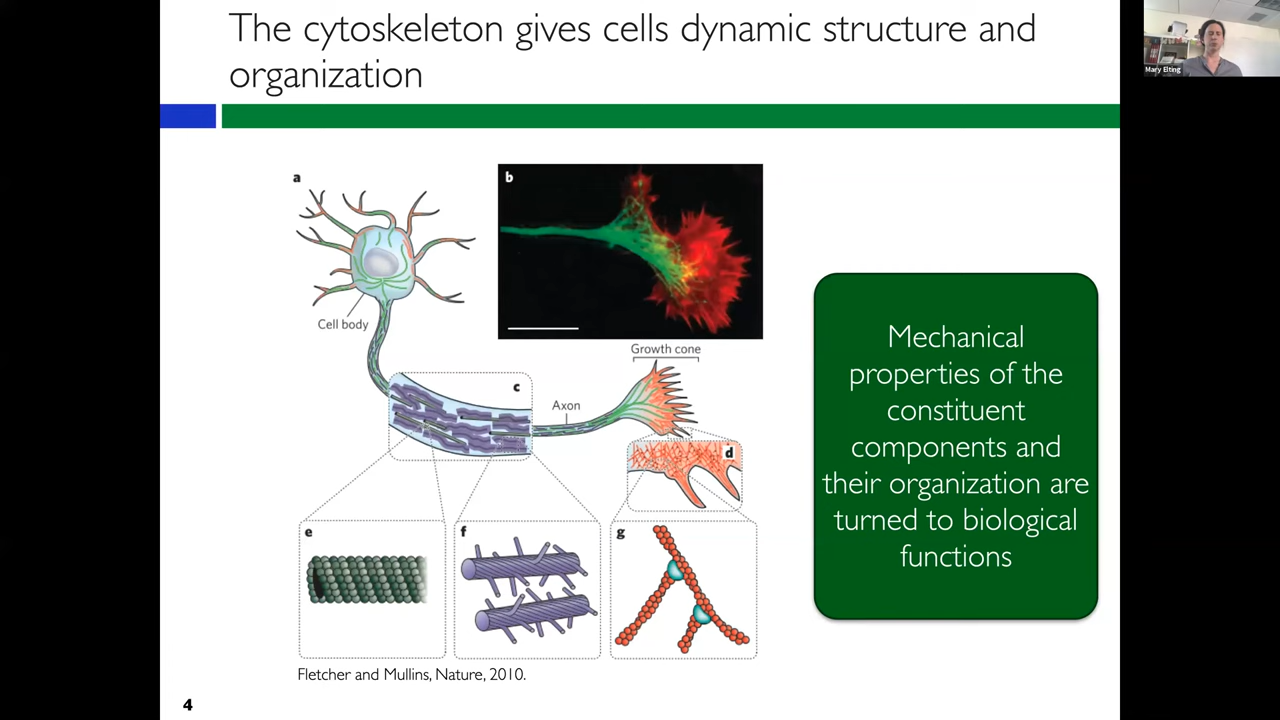 The cytoskeleton gives cells dynamic structure and
organization
Mary Elting
a
b
Cell body
Growth cone
c
Axon
d
e
f
g
Mechanical
properties of the
constituent
components and
their organization are
turned to biological
functions
Fletcher and Mullins, Nature, 2010.
4